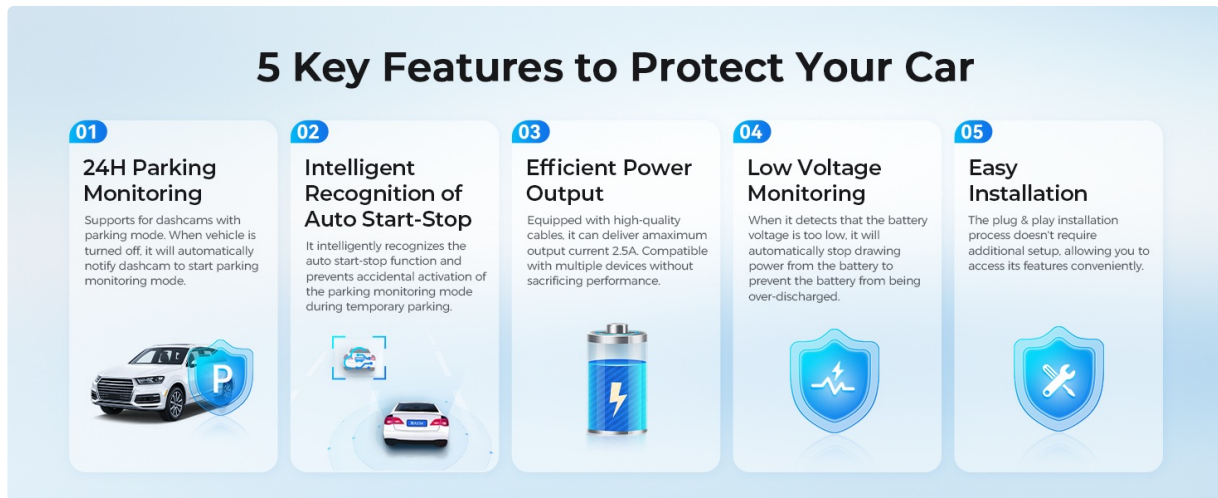 5 Key Features to Protect Your Car
01
24H Parking
Monitoring
Supports for dashcams with
parking mode. When vehicle is
turned off, it will automatically
notify dashcam to start parking
monitoring mode.
P
02
Intelligent
Recognition of
Auto Start-Stop
It intelligently recognizes the
auto start-stop function and
prevents accidental activation of
the parking monitoring mode
during temporary parking.
03
Efficient Power
Output
Equipped with high-quality
cables, it can deliver amaximum
output current 2.5A. Compatible
with multiple devices without
sacrificing performance.
04
Low Voltage
Monitoring
When it detects that the battery
voltage is too low, it will
automatically stop drawing
power from the battery to
prevent the battery from being
over-discharged.
05
Easy
Installation
The plug & play installation
process doesn't require
additional setup, allowing you to
access its features conveniently.